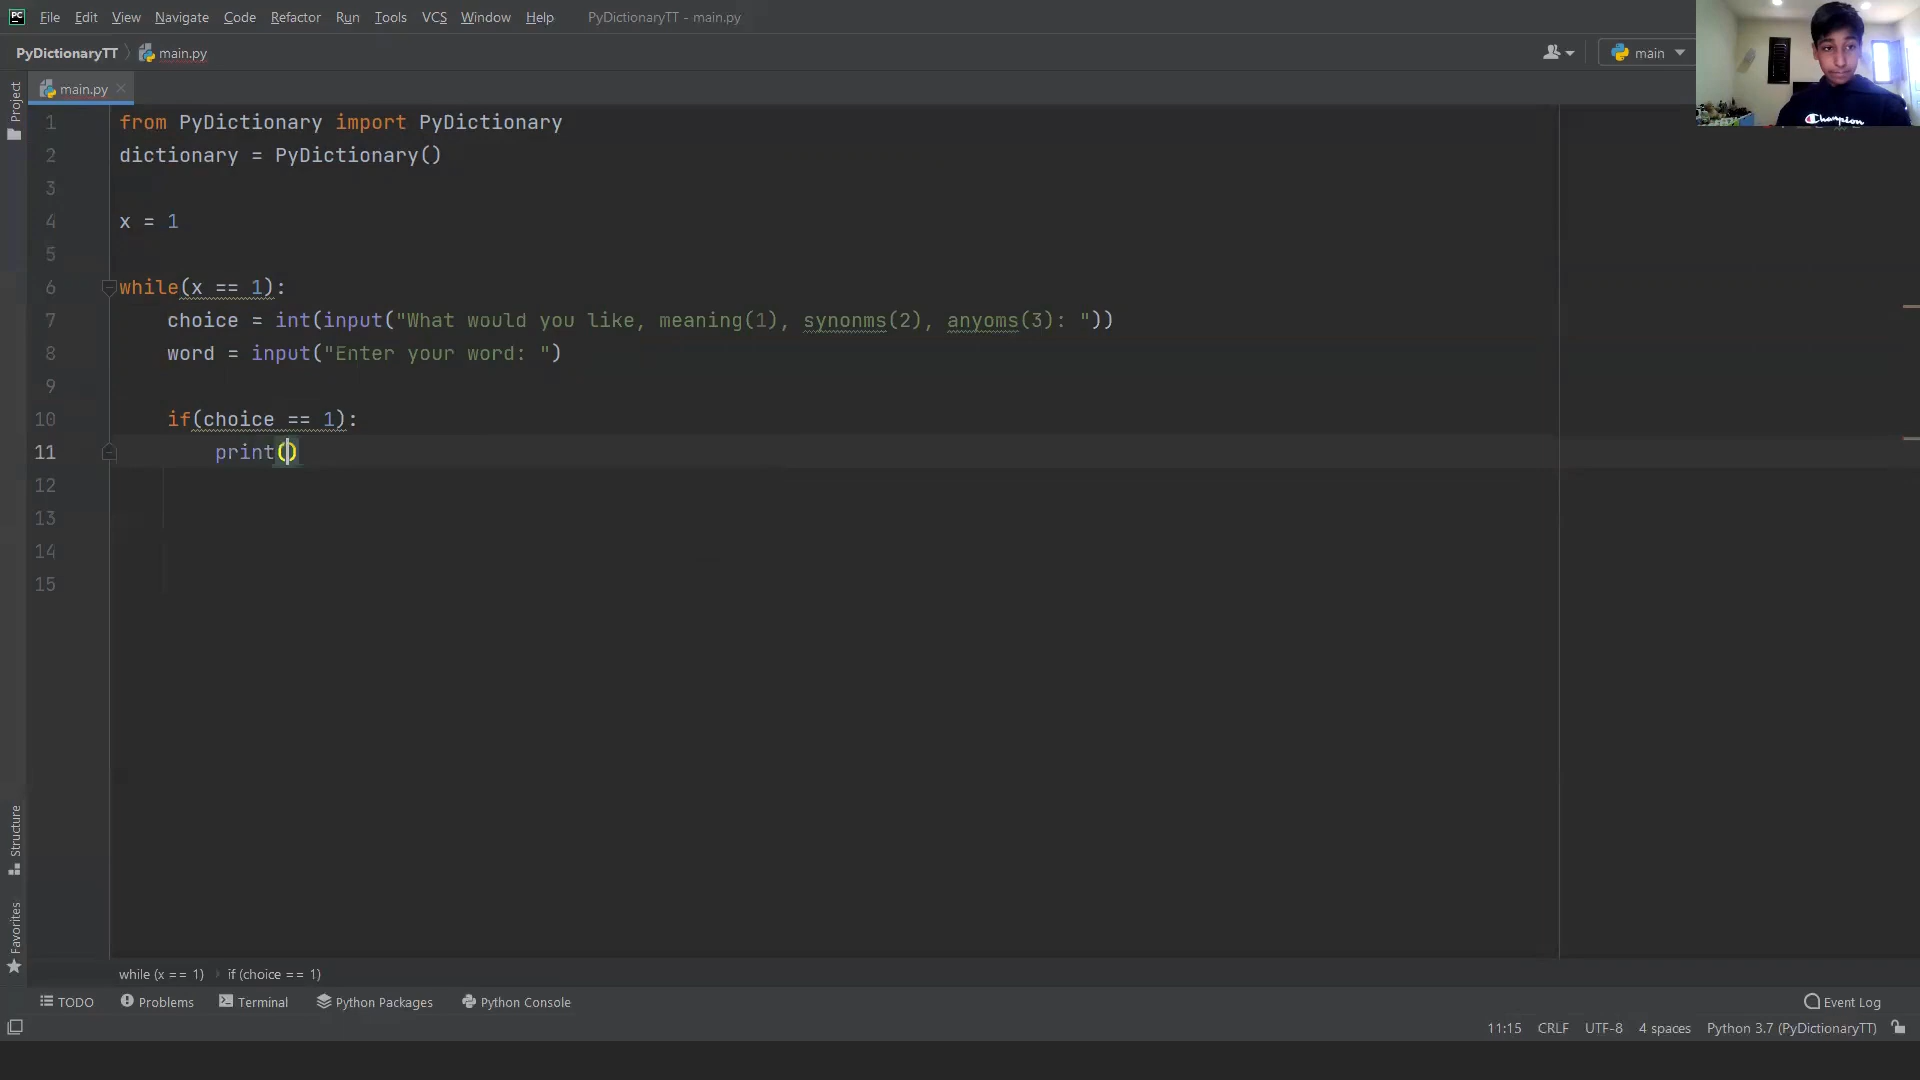 PC File Edit View Navigate Code Refactor Run Tools VCS Window Help PyDictionaryTT - main.py
PyDictionaryTT main.py main
Project
main.py
1 from PyDictionary import PyDictionary
2 dictionary = PyDictionary()
3
4 x = 1
5
6 while(x == 1):
7 choice = int(input("What would you like, meaning(1), synonms(2), anyoms(3): "))
8 word = input("Enter your word: ")
9
10 if(choice == 1):
11 print()
12
13
14
15
Champion
Structure
Favorites
while (x == 1) if (choice == 1)
TODO Problems Terminal Python Packages Python Console Event Log
11:15 CRLF UTF-8 4 spaces Python 3.7 (PyDictionaryTT)